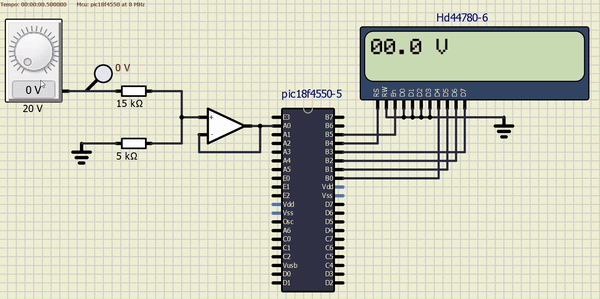 Tempo: 00:00:00.500000 Mcu: pic18f4550 at 8 MHz
Hd44780-6
00.0 V
0 V
0 V
20 V
15 kΩ
5 kΩ
+
-
RS RW En D0 D1 D2 D3 D4 D5 D6 D7
pic18f4550-5
E3 B7
A0 B6
A1 B5
A2 B4
A3 B3
A4 B2
A5 B1
E0 B0
E1 Vdd
E2 Vss
Vdd D7
Vss D6
Osc D5
A6 D4
C0 C7
C1 C6
C2 C5
Vusb C4
D0 D3
D1 D2